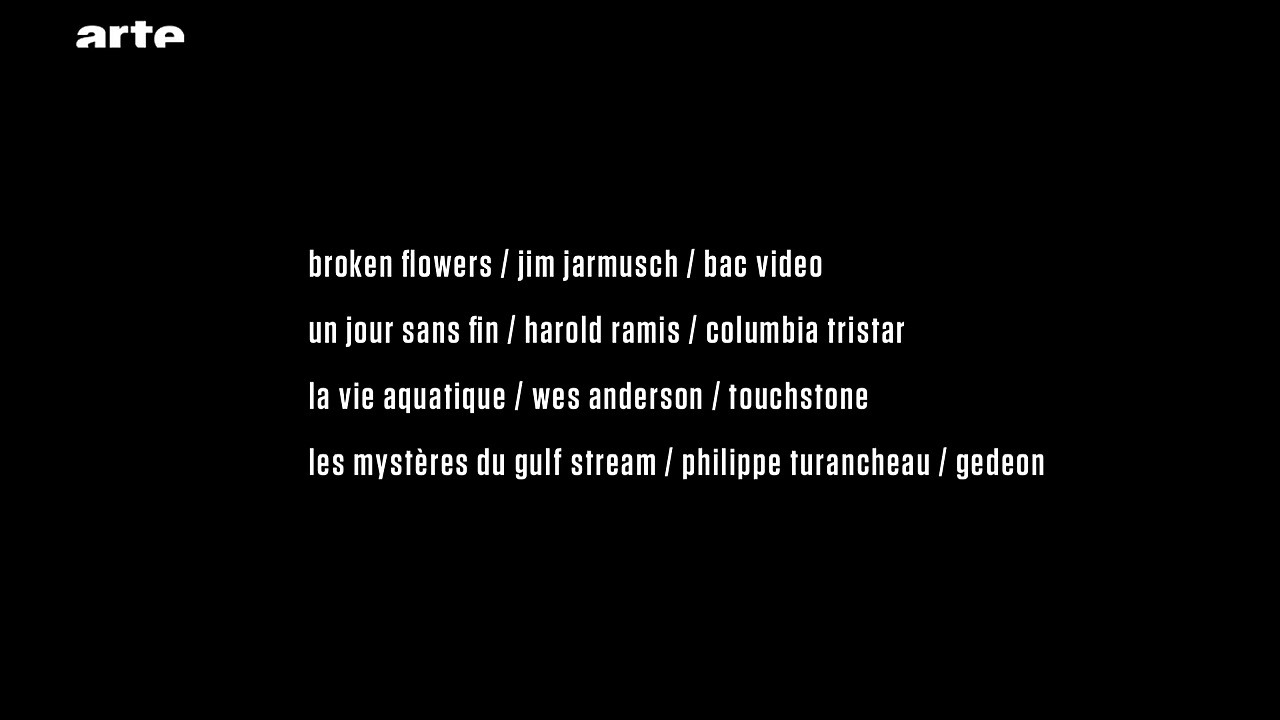 arte
broken flowers / jim jarmusch / bac video
un jour sans fin / harold ramis / columbia tristar
la vie aquatique / wes anderson / touchstone
les mystères du gulf stream / philippe turancheau / gedeon